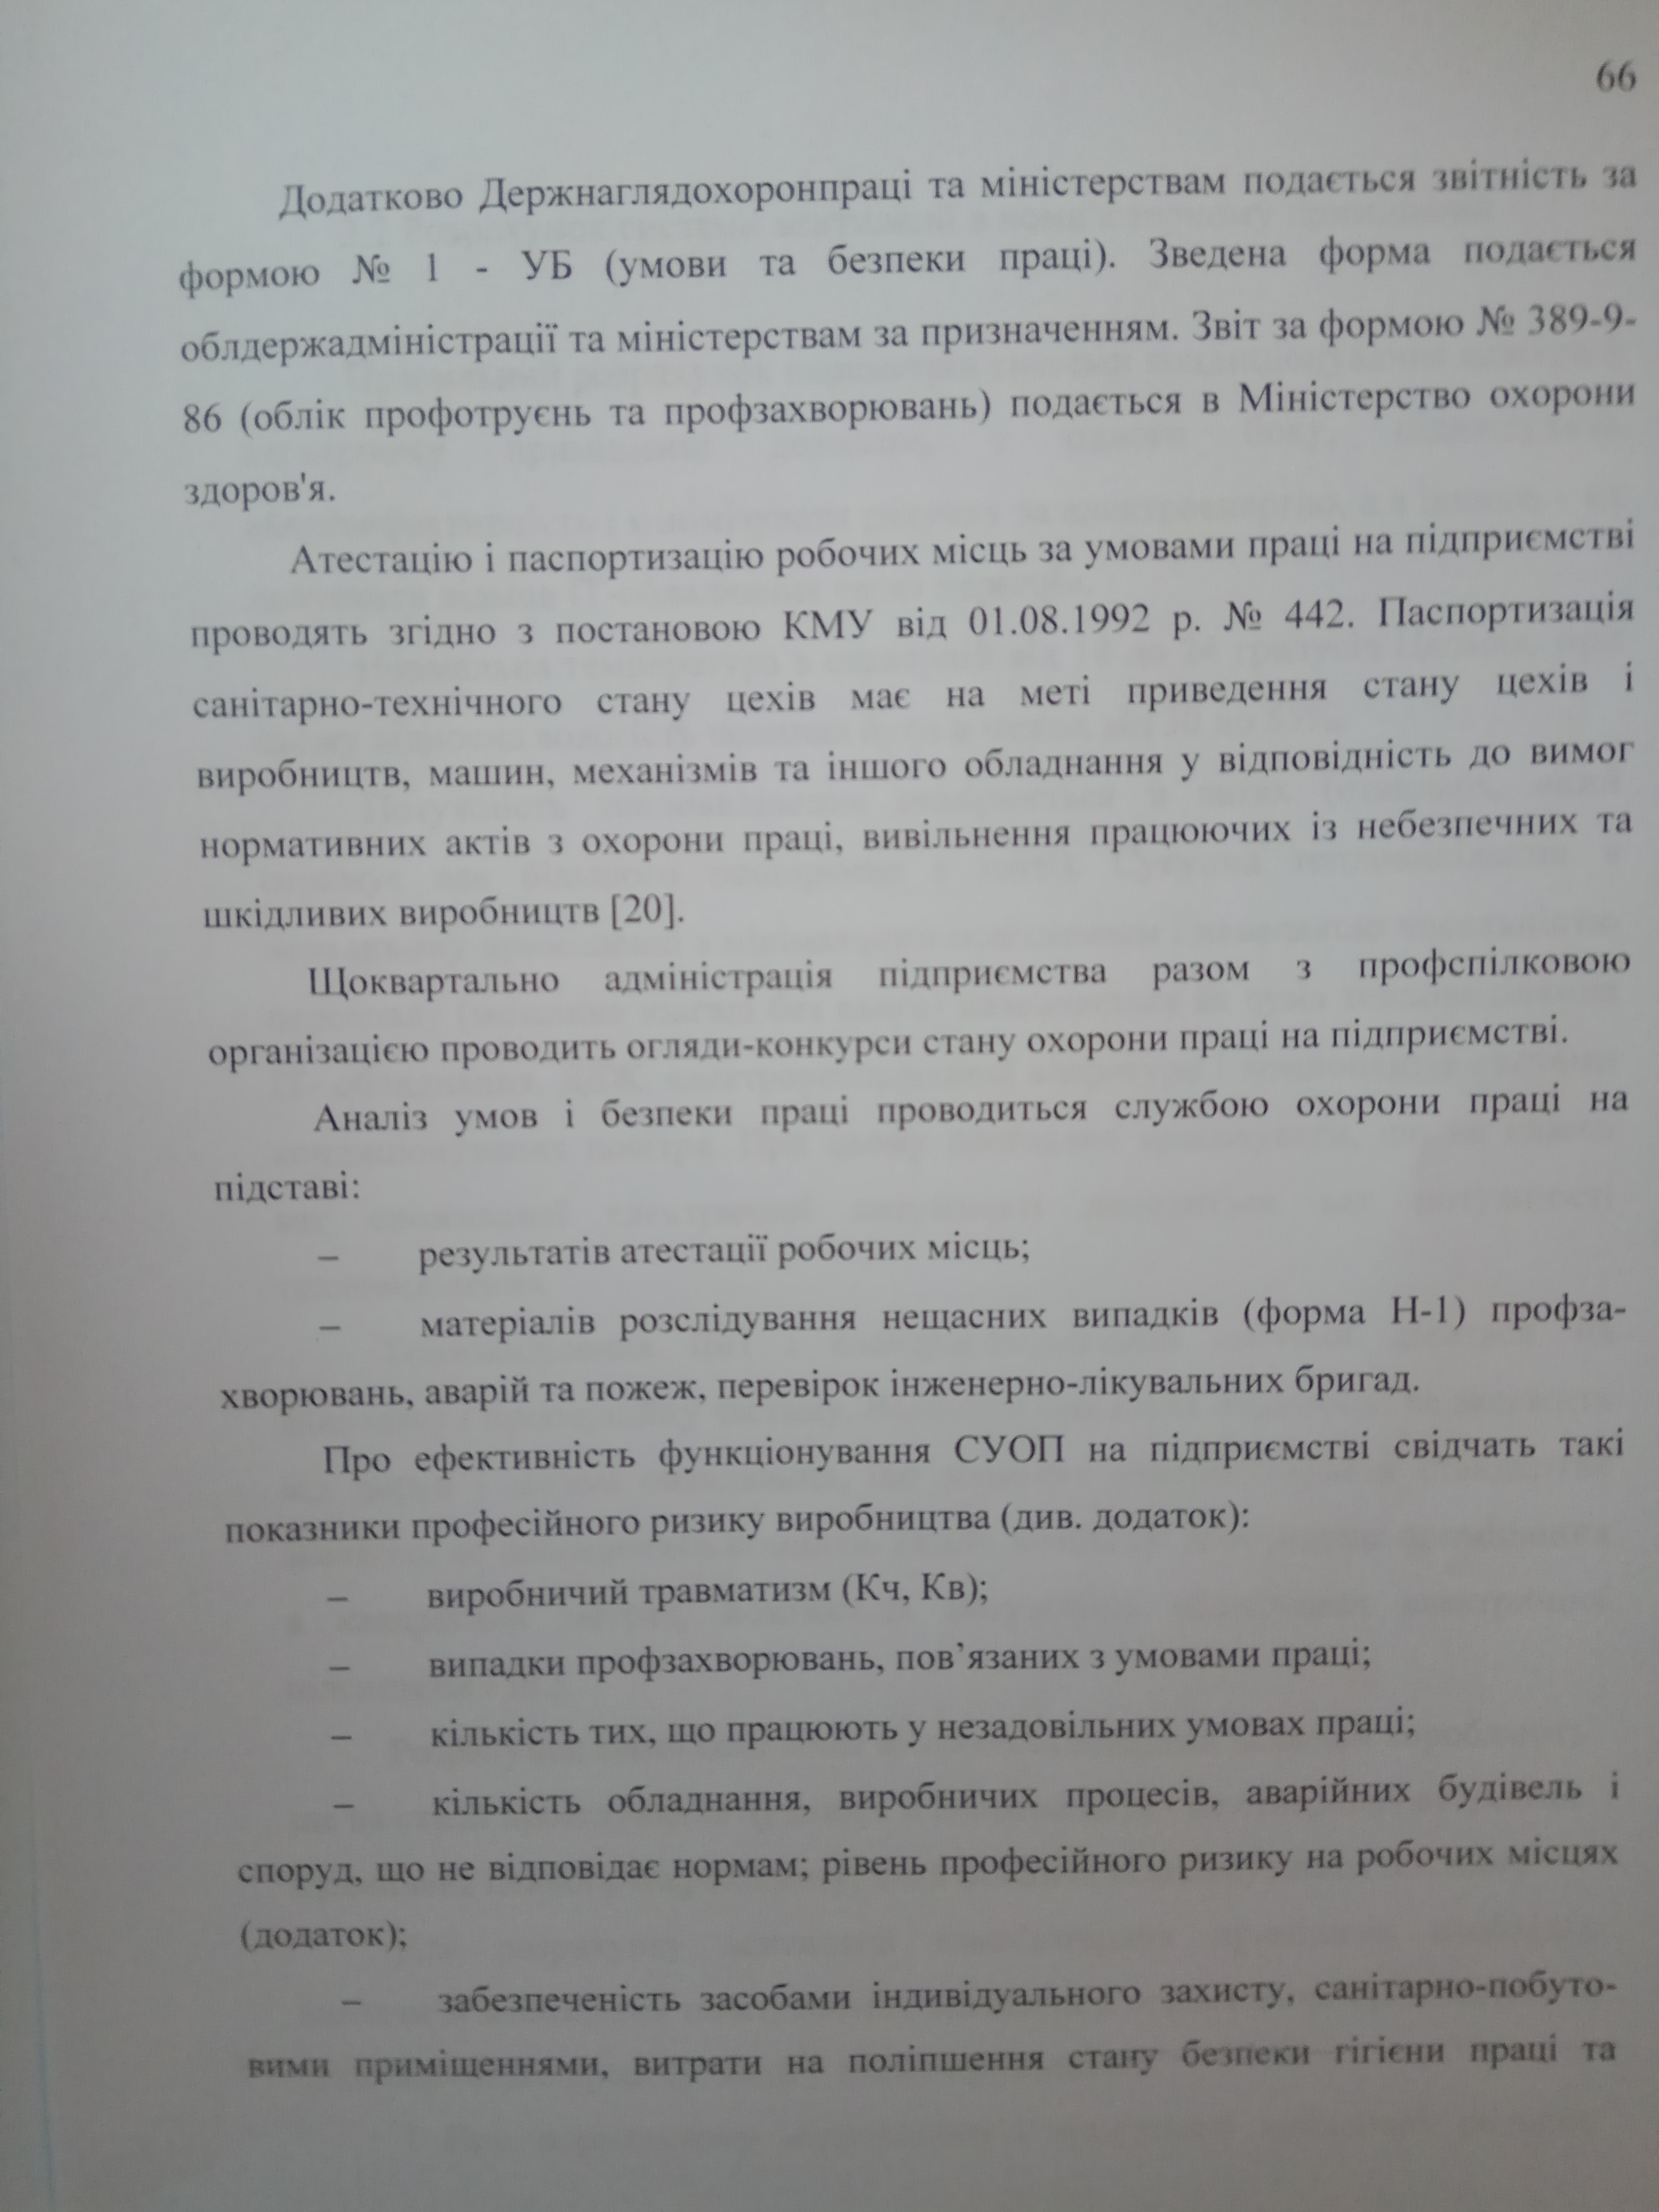 66
Додатково Держнаглядохоронпраці та міністерствам подається звітність за
формою № 1 - УБ (умови та безпеки праці). Зведена форма подається
облдержадміністрації та міністерствам за призначенням. Звіт за формою № 389-9-
86 (облік профотруєнь та профзахворювань) подається в Міністерство охорони
здоров'я.
Атестацію і паспортизацію робочих місць за умовами праці на підприємстві
проводять згідно з постановою КМУ від 01.08.1992 р. № 442. Паспортизація
санітарно-технічного стану цехів має на меті приведення стану цехів і
виробництв, машин, механізмів та іншого обладнання у відповідність до вимог
нормативних актів з охорони праці, вивільнення працюючих із небезпечних та
шкідливих виробництв [20].
Щоквартально адміністрація підприємства разом з профспілковою
організацією проводить огляди-конкурси стану охорони праці на підприємстві.
Аналіз умов і безпеки праці проводиться службою охорони праці на
підставі:
– результатів атестації робочих місць;
– матеріалів розслідування нещасних випадків (форма Н-1) профза-
хворювань, аварій та пожеж, перевірок інженерно-лікувальних бригад.
Про ефективність функціонування СУОП на підприємстві свідчать такі
показники професійного ризику виробництва (див. додаток):
– виробничий травматизм (Кч, Кв);
– випадки профзахворювань, пов’язаних з умовами праці;
– кількість тих, що працюють у незадовільних умовах праці;
– кількість обладнання, виробничих процесів, аварійних будівель і
споруд, що не відповідає нормам; рівень професійного ризику на робочих місцях
(додаток);
– забезпеченість засобами індивідуального захисту, санітарно-побуто-
вими приміщеннями, витрати на поліпшення стану безпеки гігієни праці та